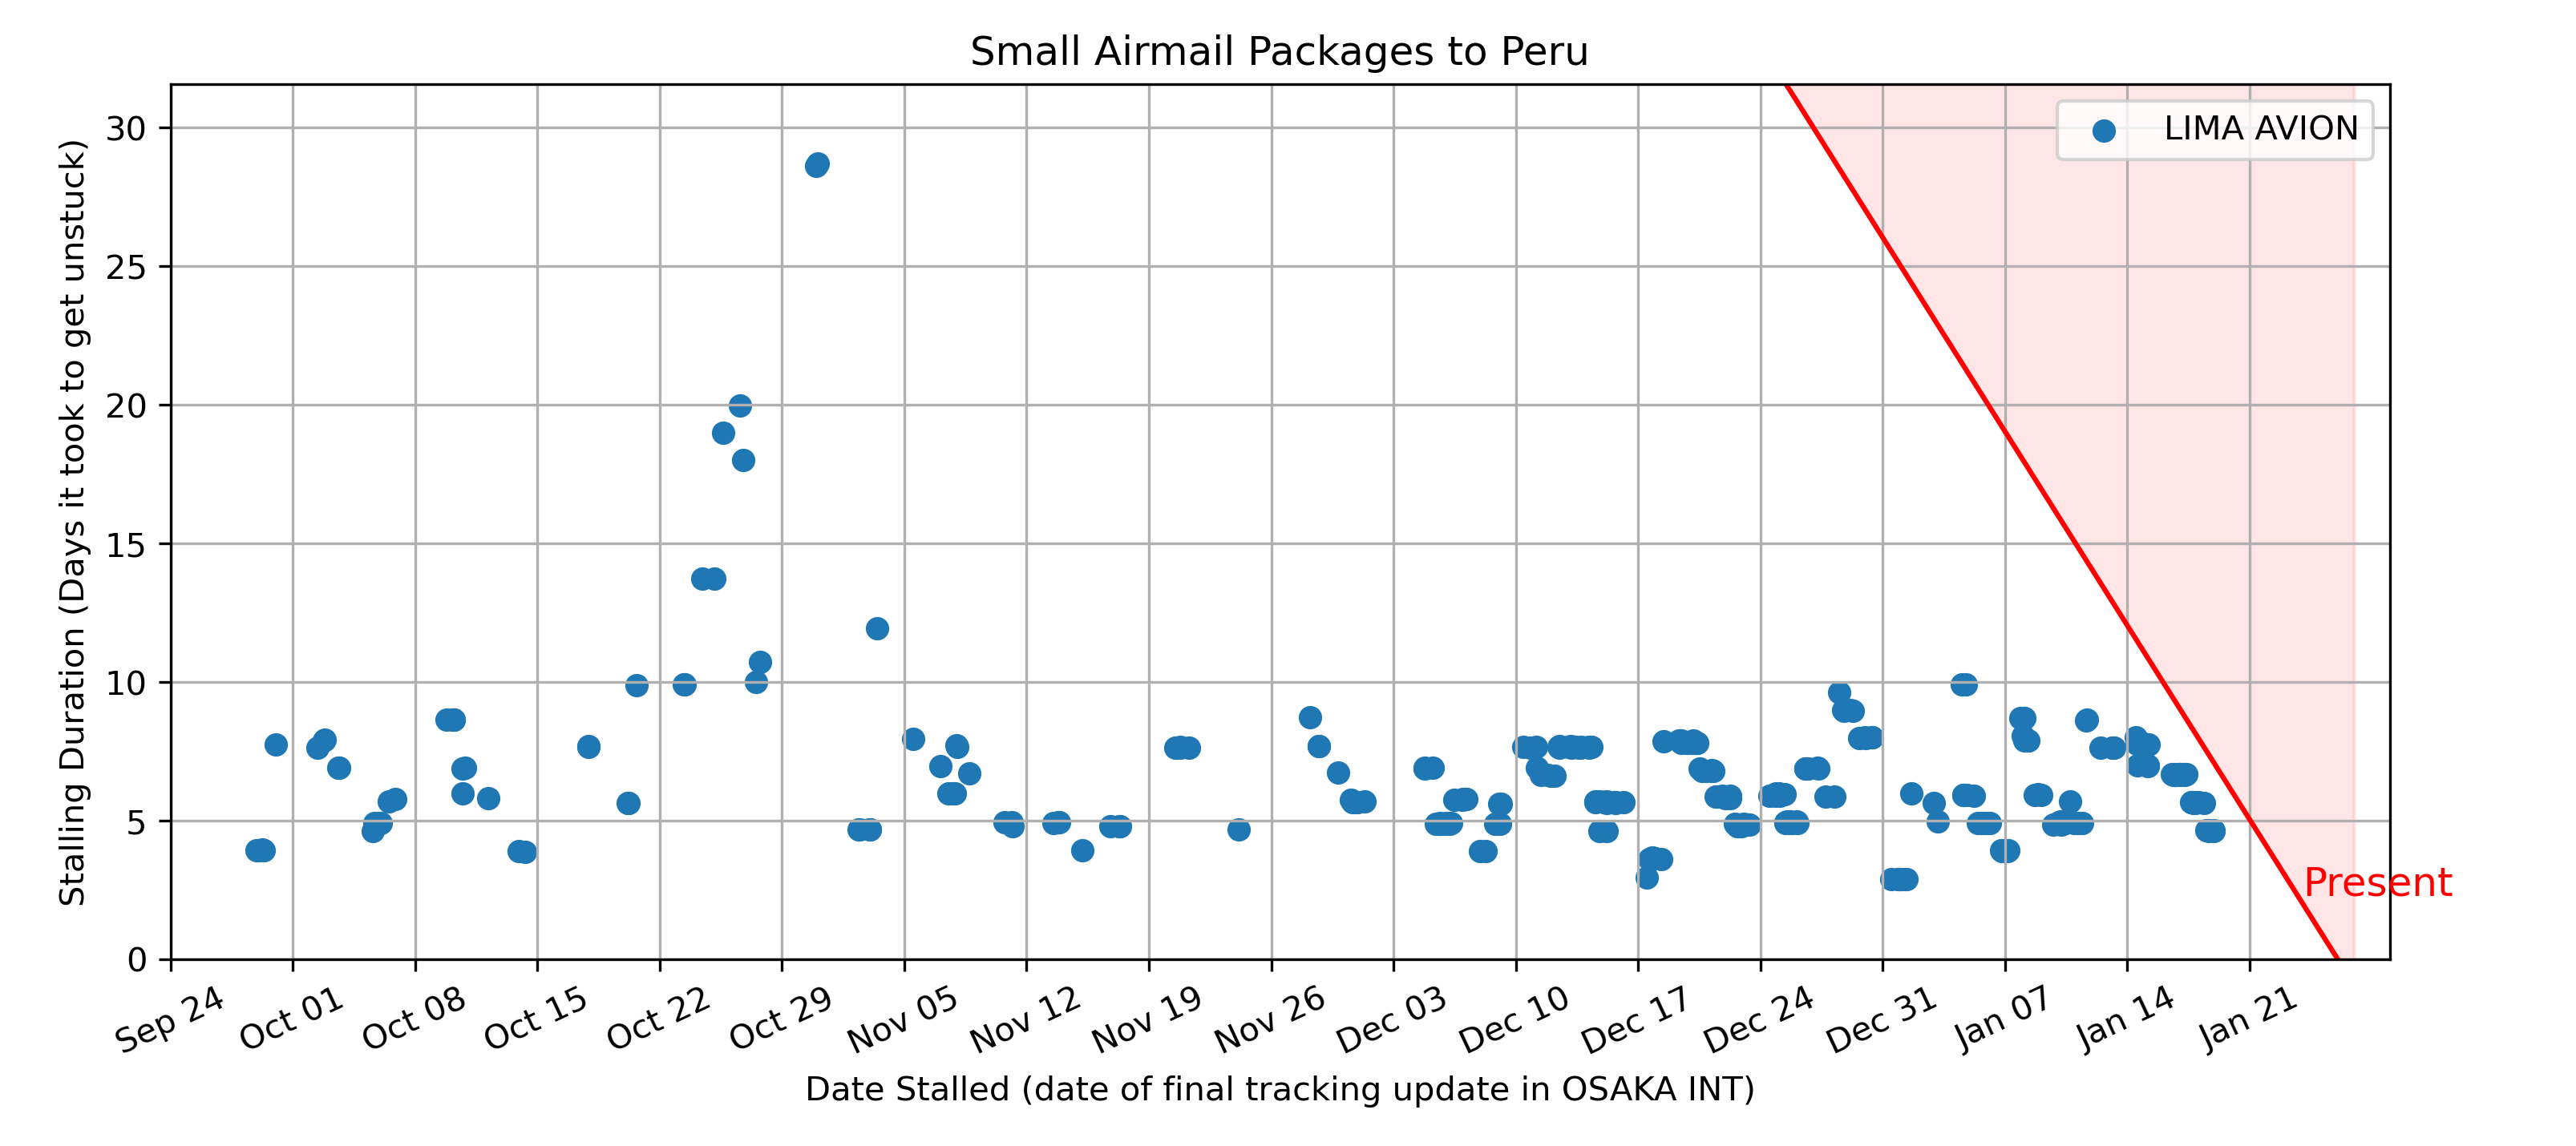 Small Airmail Packages to Peru
LIMA AVION
30
25
20
15
10
5
0
Stalling Duration (Days it took to get unstuck)
Present
Sep 24
Oct 01
Oct 08
Oct 15
Oct 22
Oct 29
Nov 05
Nov 12
Nov 19
Nov 26
Dec 03
Dec 10
Dec 17
Dec 24
Dec 31
Jan 07
Jan 14
Jan 21
Date Stalled (date of final tracking update in OSAKA INT)